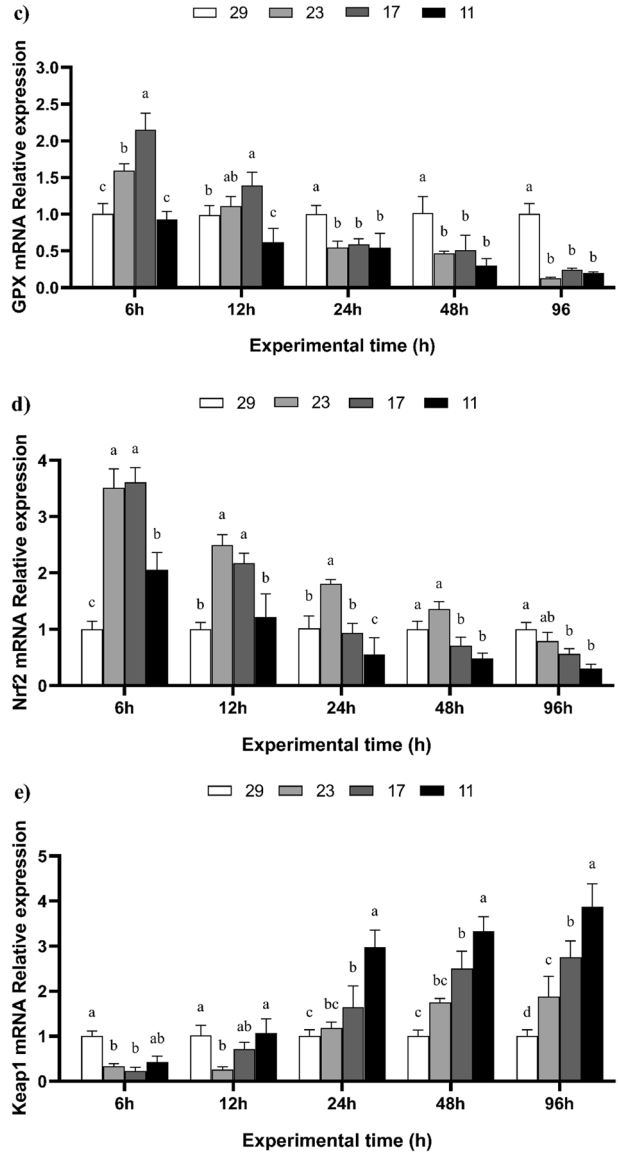 c)
29 23 17 11
GPX mRNA Relative expression
3.0
2.5
2.0
1.5
1.0
0.5
0.0
c b a c
b ab a c
a b b b
a b b b
a b b b
6h 12h 24h 48h 96
Experimental time (h)
d)
29 23 17 11
Nrf2 mRNA Relative expression
4
3
2
1
0
c a a b
b a a b
b a b c
a a b b
a ab b b
6h 12h 24h 48h 96h
Experimental time (h)
e)
29 23 17 11
Keap1 mRNA Relative expression
5
4
3
2
1
0
a b b ab
a b ab a
c bc b a
c bc b a
d c b a
6h 12h 24h 48h 96h
Experimental time (h)